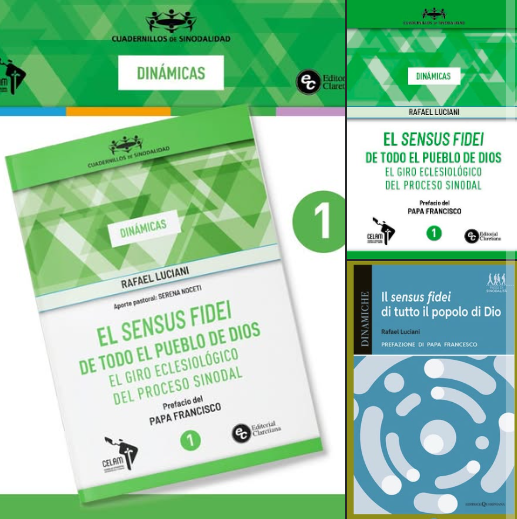 CUADERNILLOS DE SINODALIDAD
DINÁMICAS
ec Editor
Claret
CUADERNILLOS DE SINODALIDAD
DINÁMICAS
RAFAEL LUCIANI
Aporte pastoral: SERENA NOCETI
EL SENSUS FIDEI
DE TODO EL PUEBLO DE DIOS
EL GIRO ECLESIOLÓGICO
DEL PROCESO SINODAL
Prefacio del
PAPA FRANCISCO
1
CELAM
ec Editorial
Claretiana
1
CUADERNILLOS DE SINODALIDAD
DINÁMICAS
RAFAEL LUCIANI
EL SENSUS FIDEI
DE TODO EL PUEBLO DE DIOS
EL GIRO ECLESIOLÓGICO
DEL PROCESO SINODAL
Prefacio del
PAPA FRANCISCO
CELAM
1
ec Editorial
Claretiana
DINAMICHE
Il sensus fidei
di tutto il popolo di Dio
Rafael Luciani
PREFAZIONE DI PAPA FRANCESCO